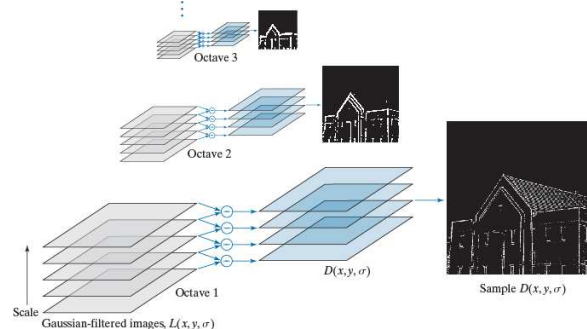 Octave 3
Octave 2
D(x, y, σ)
Octave 1
Sample D(x, y, σ)
Scale
Gaussian-filtered images, L(x, y, σ)